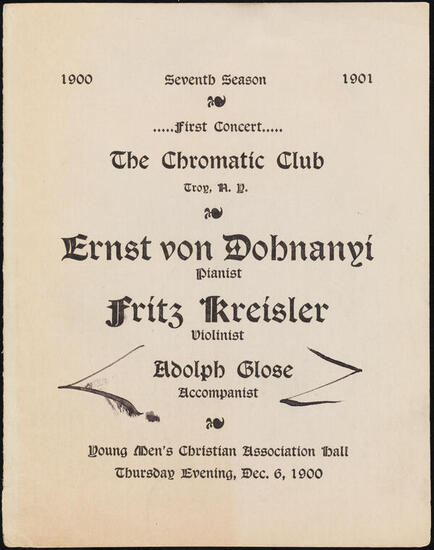 1900 Seventh Season 1901
.....First Concert.....
The Chromatic Club
Troy, N. Y.
Ernst von Dohnanyi
Pianist
Fritz Kreisler
Violinist
Adolph Glose
Accompanist
Young Men's Christian Association Hall
Thursday Evening, Dec. 6, 1900